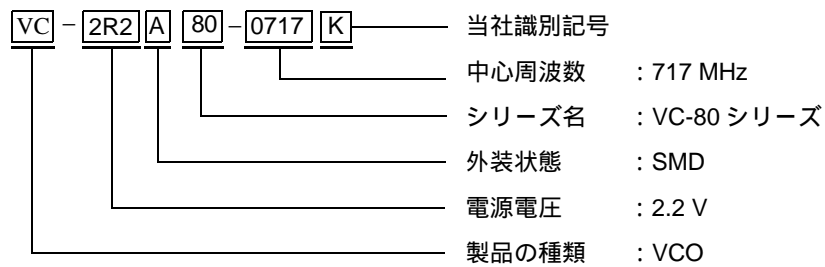 VC－2R2 A 80－0717 K 当社識別記号
中心周波数 ：717 MHz
シリーズ名 ：VC-80 シリーズ
外装状態 ：SMD
電源電圧 ：2.2 V
製品の種類 ：VCO